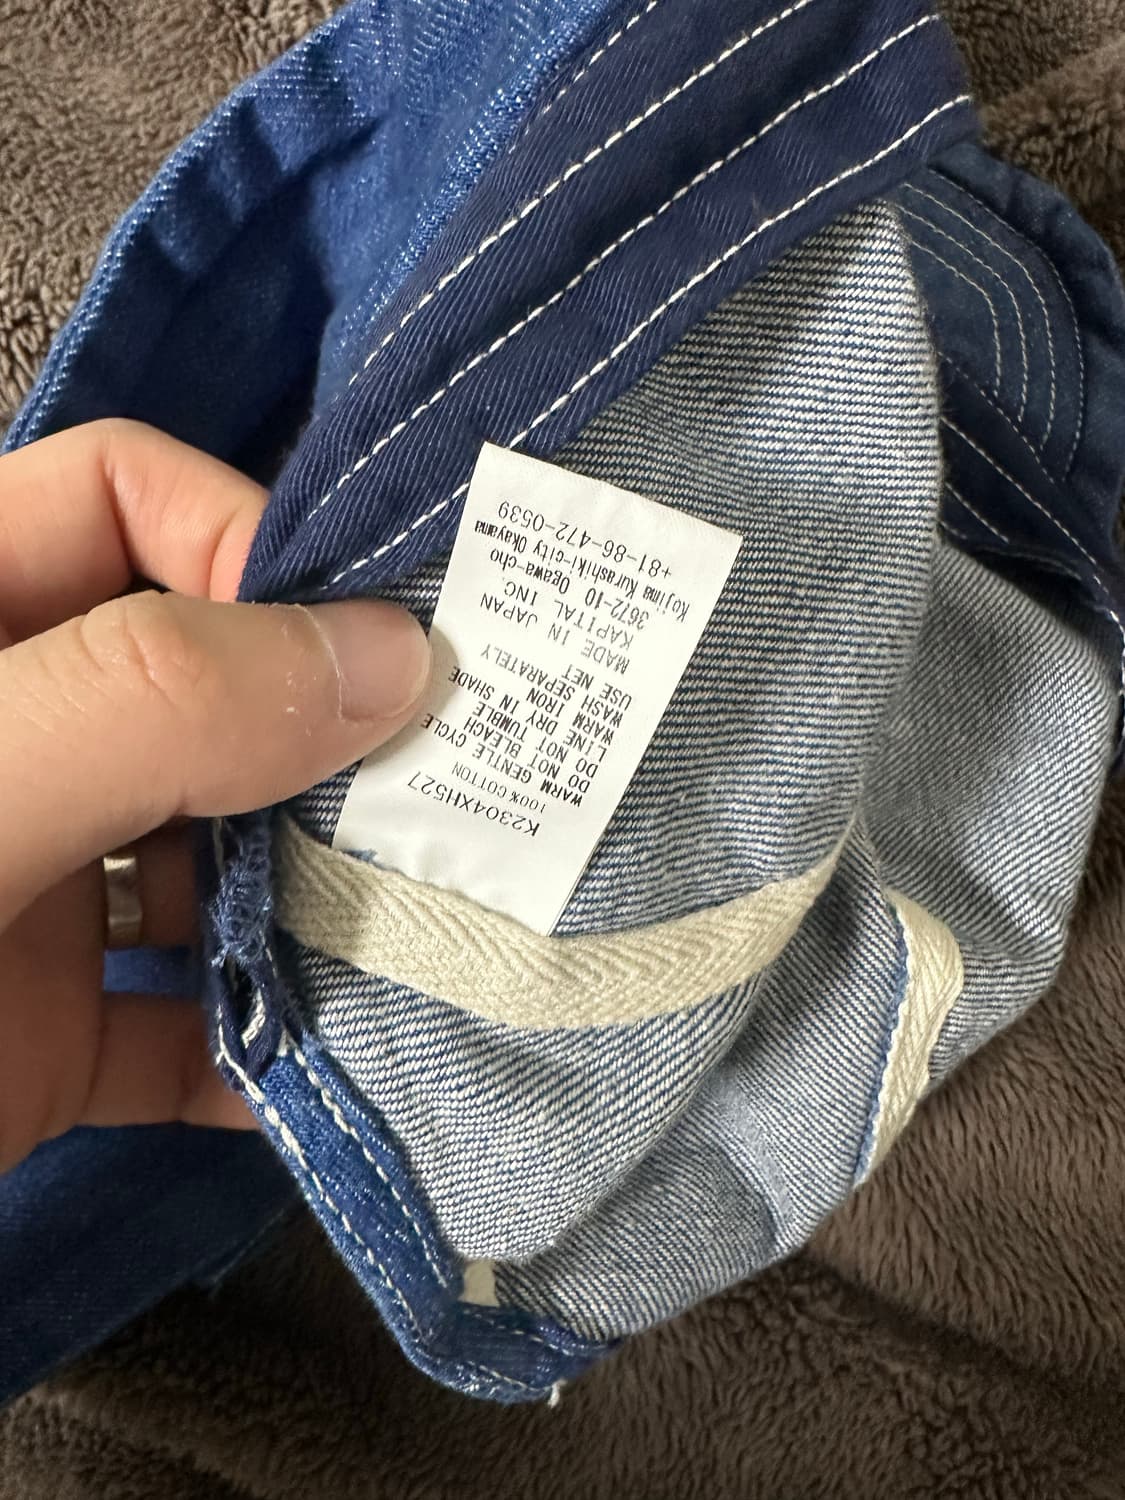 K2304XH527
100% COTTON
WARM GENTLE CYCLE
DO NOT BLEACH
DO NOT TUMBLE
LINE DRY IN SHADE
WARM IRON
WASH SEPARATELY
USE NET
MADE IN JAPAN
KAPITAL INC.
3672-10 Ogawa-cho
Kojima Kurashiki-city Okayama
+81-86-472-0539